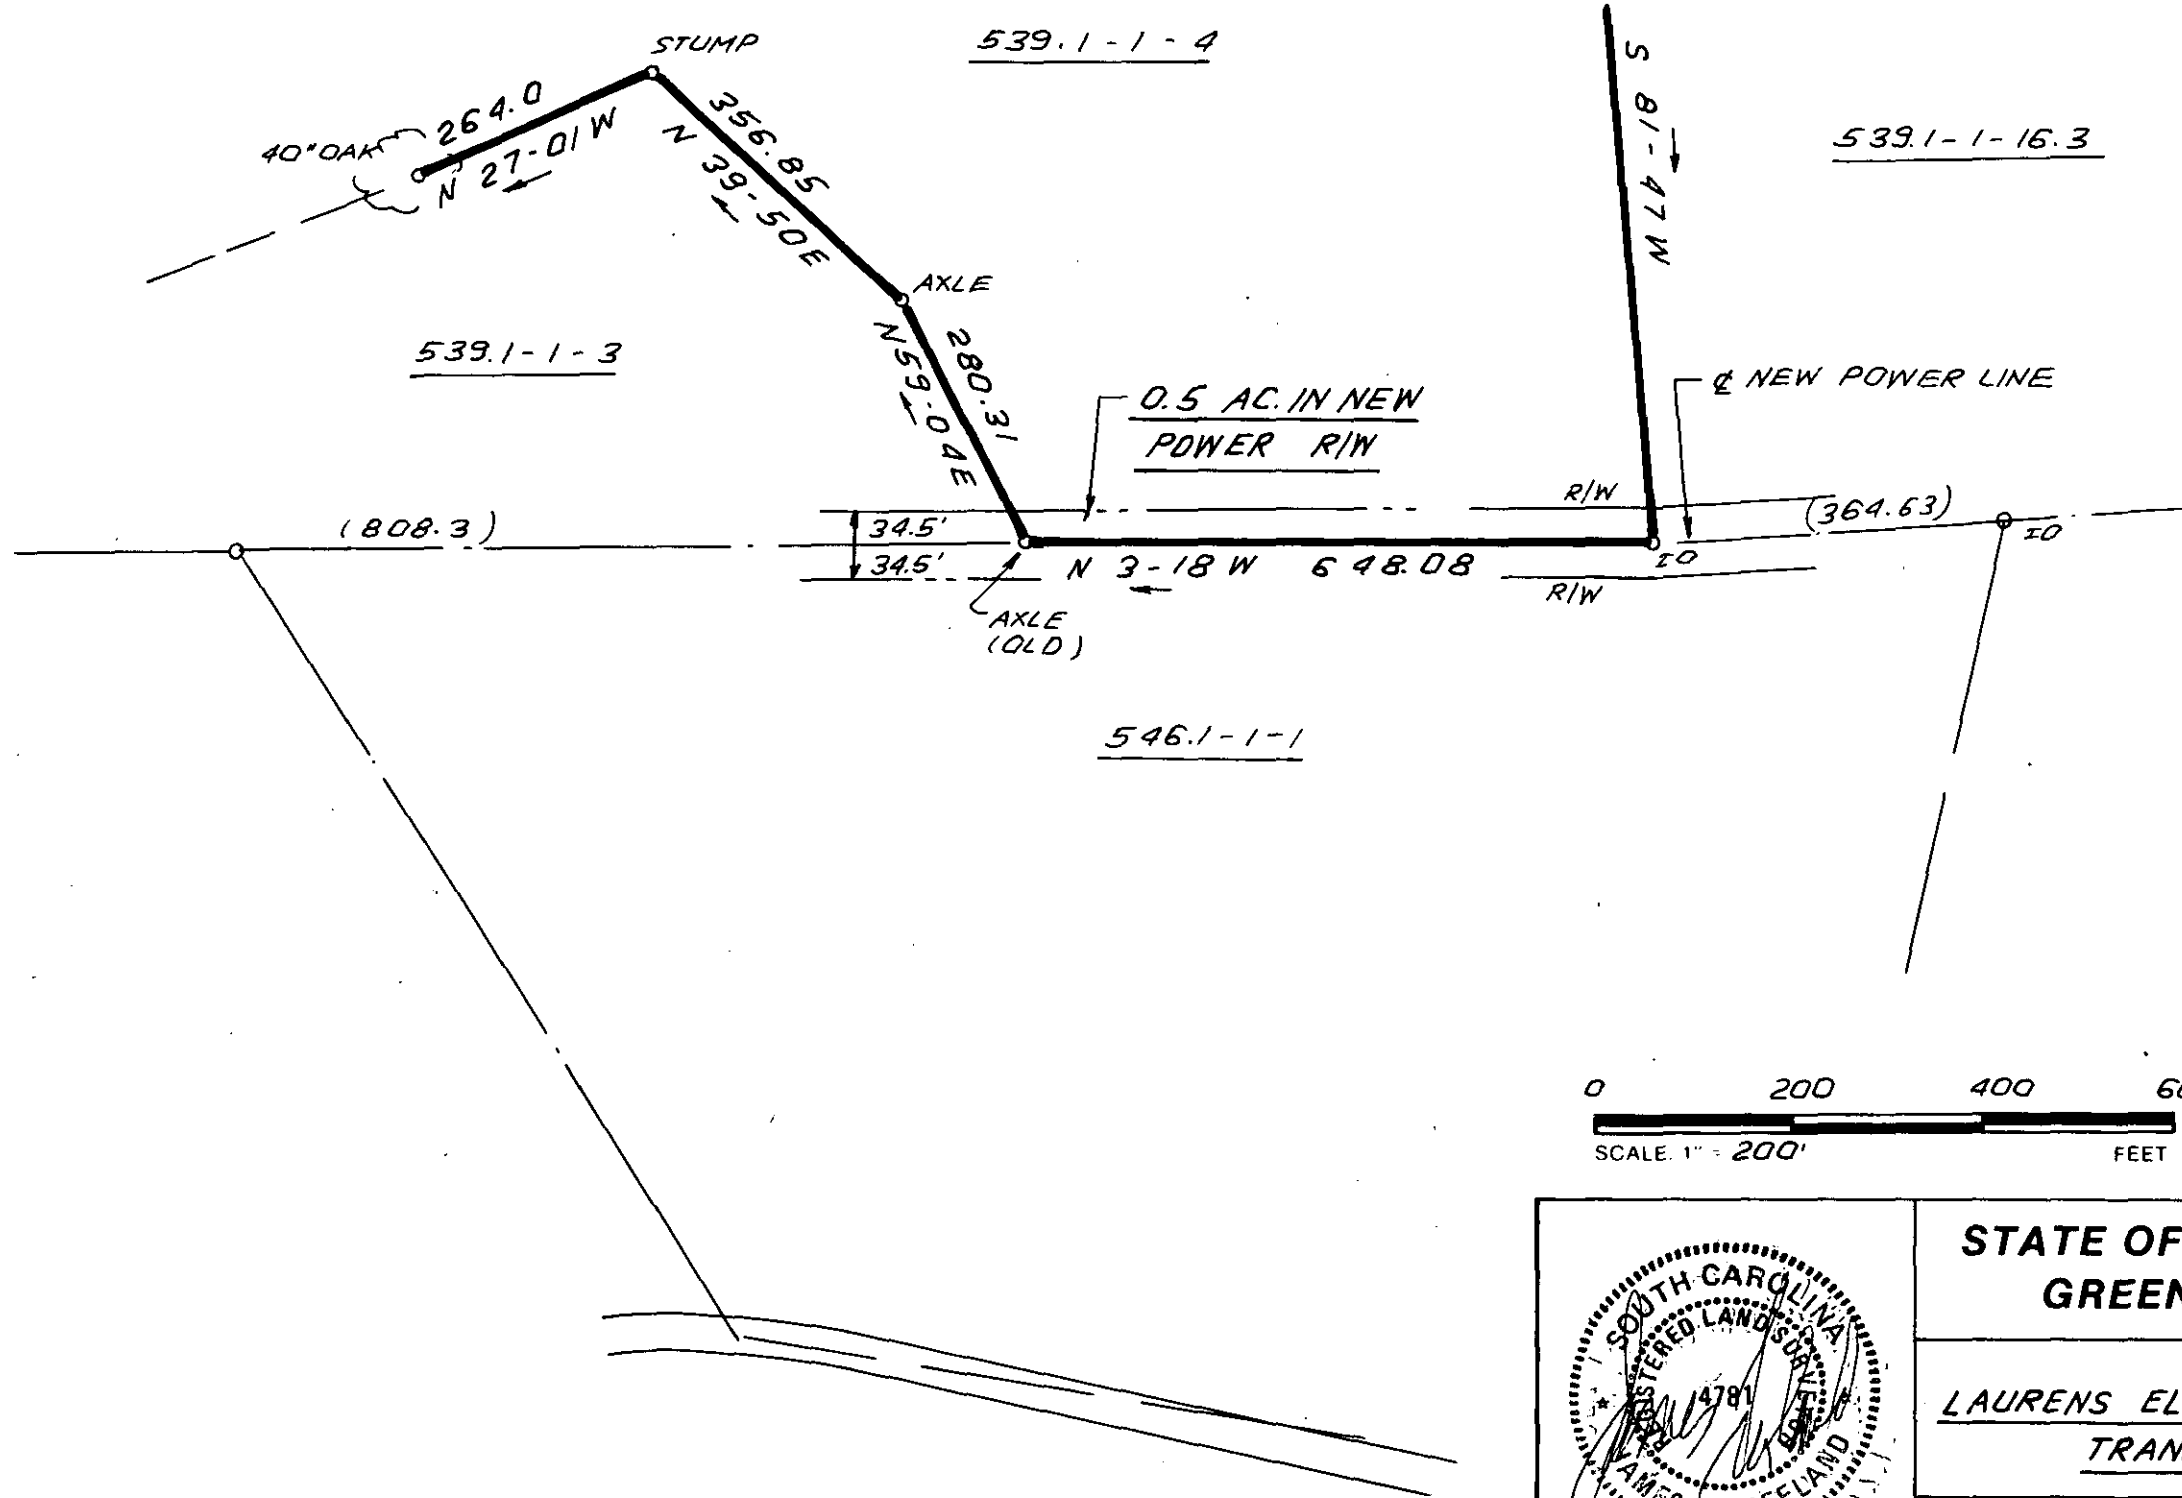 STUMP
539.1-1-4
S 81-47 W
264.0
N 27-01 W
40" OAK
356.85
N 39-50 E
539.1-1-16.3
AXLE
539.1-1-3
280.31
N 59-04 E
0.5 AC. IN NEW
POWER R/W
℄ NEW POWER LINE
R/W
(364.63)
IO
(808.3)
34.5'
34.5'
N 3-18 W 648.08
IO
R/W
AXLE
(OLD)
546.1-1-1
0 200 400 60
SCALE. 1" = 200' FEET
STATE OF
GREEN
SOUTH CAROLINA
REGISTERED LAND SURVEYOR
4781
LAURENS EL
TRAN